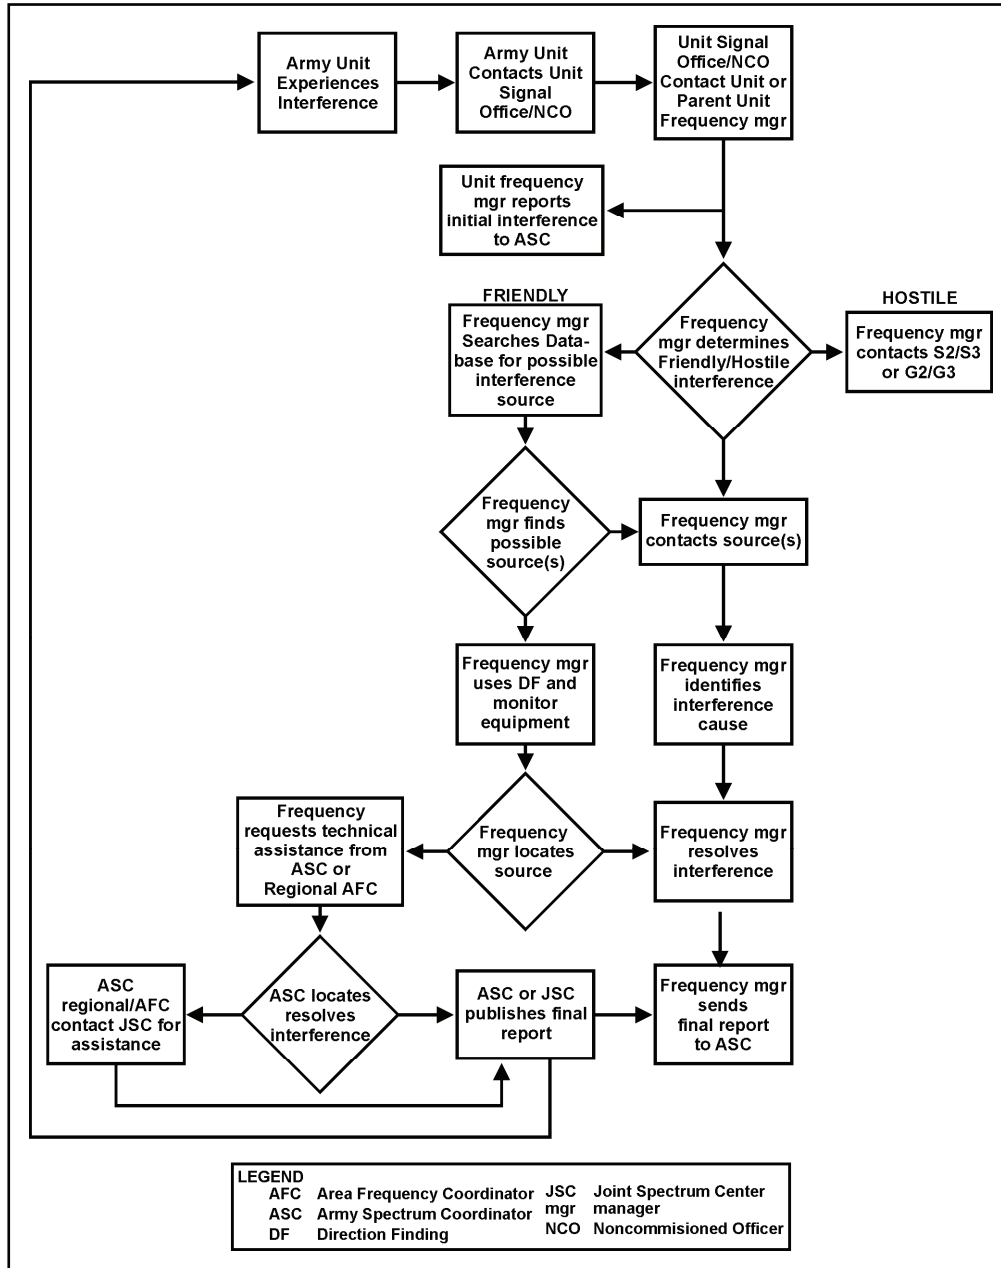 Army Unit
Experiences
Interference
Army Unit
Contacts Unit
Signal
Office/NCO
Unit Signal
Office/NCO
Contact Unit or
Parent Unit
Frequency mgr
Unit frequency
mgr reports
initial interference
to ASC
FRIENDLY
Frequency mgr
Searches Data-
base for possible
interference
source
Frequency
mgr determines
Friendly/Hostile
interference
HOSTILE
Frequency mgr
contacts S2/S3
or G2/G3
Frequency
mgr finds
possible
source(s)
Frequency mgr
contacts source(s)
Frequency mgr
uses DF and
monitor
equipment
Frequency mgr
identifies
interference
cause
Frequency
requests technical
assistance from
ASC or
Regional AFC
Frequency
mgr locates
source
Frequency mgr
resolves
interference
ASC
regional/AFC
contact JSC for
assistance
ASC locates
resolves
interference
ASC or JSC
publishes final
report
Frequency mgr
sends
final report
to ASC
LEGEND
AFC Area Frequency Coordinator
ASC Army Spectrum Coordinator
DF Direction Finding
JSC Joint Spectrum Center
mgr manager
NCO Noncommisioned Officer